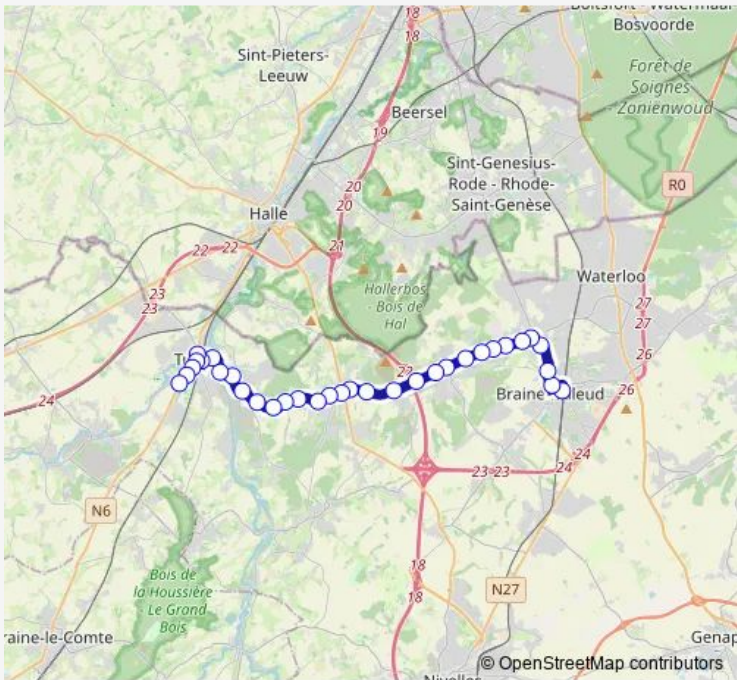 Boitsfort - Watermaal-
Bosvoorde
18
18
Sint-Pieters-
Leeuw
Forêt de
Soignes
- Zoniënwoud
Beersel
19
Sint-Genesius-
Rode - Rhode-
Saint-Genèse
R0
20
20
Halle
22 22
21
Waterloo
23
23
Hallerbos
- Bois de
Hal
27
27
26
22
24
Braine
lleud
26
24
23 23
24
N6
18
18
Bois de
la Houssière
Le Grand
Bois
N27
raine-le-Comte
Genap
Nivelles
© OpenStreetMap contributors